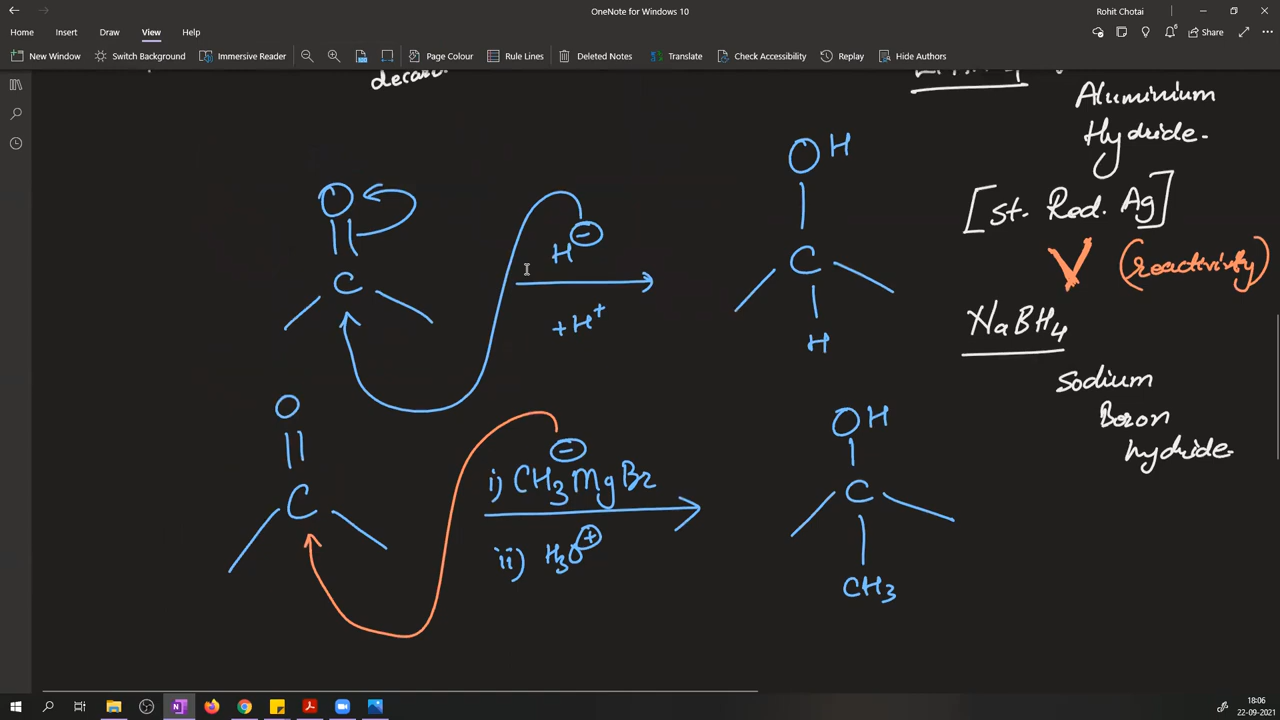 OneNote for Windows 10
Rohit Chotai
Home Insert Draw View Help
Share
New Window Switch Background Immersive Reader Page Colour Rule Lines Deleted Notes Translate Check Accessibility Replay Hide Authors
Aluminium
Hydride.
[St. Red. Ag]
(reactivity)
NaBH4
Sodium
Boron
hydride.
O
C
H⊖
+H⁺
OH
C
H
O
C
⊖
i) CH3MgBr
ii) H3O⊕
OH
C
CH3
18:06
22-09-2021